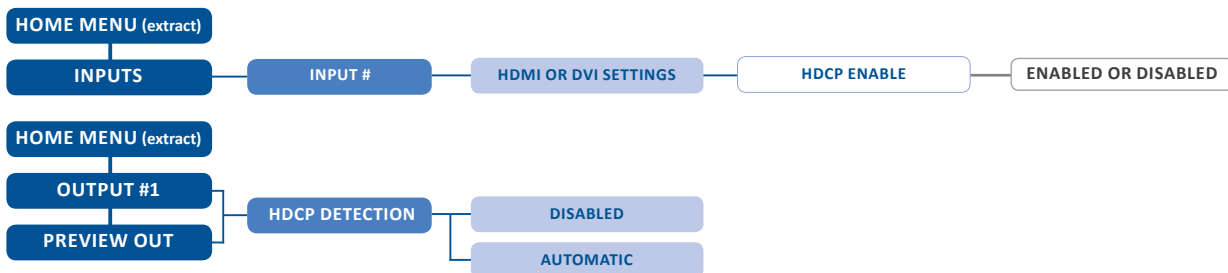 HOME MENU (extract)
INPUTS
INPUT #
HDMI OR DVI SETTINGS
HDCP ENABLE
ENABLED OR DISABLED
HOME MENU (extract)
OUTPUT #1
HDCP DETECTION
DISABLED
PREVIEW OUT
AUTOMATIC